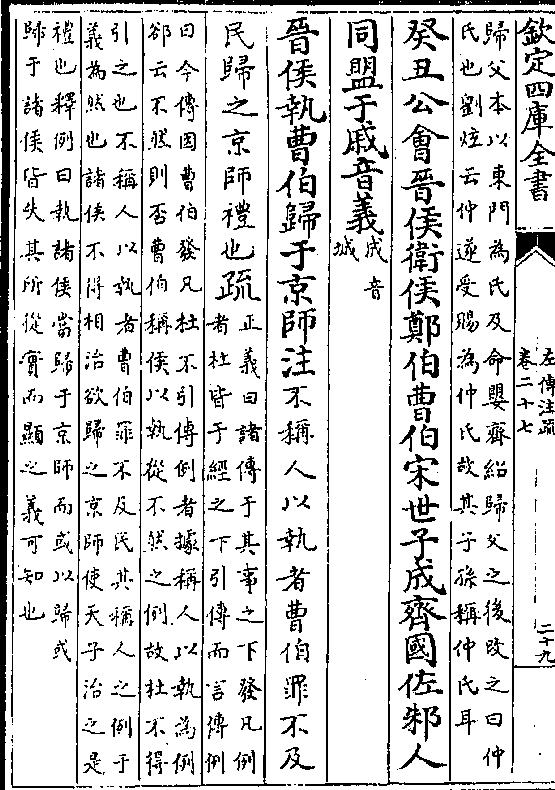 欽定四庫全書
左傳注疏
卷二十七
二十九
歸父本以東門為氏及命嬰齊紹歸父之後改之曰仲
氏也劉炫云仲遂受賜為仲氏故其子孫稱仲氏耳
癸丑公會晉侯衛侯鄭伯曹伯宋世子成齊國佐邾人
同盟于戚音義
成音
城
晉侯執曹伯歸于京師注不稱人以執者曹伯罪不及
民歸之京師禮也疏
正義曰諸傳于其事之下發凡例
者杜皆于經之下引傳而言傳例
曰今傳因曹伯發凡杜不引傳例者據稱人以執為例
郤云不然則否曹伯稱侯以執從不然之例故杜不得
引之也不稱人以執者曹伯罪不及民其稱人之例于
義為然也諸侯不得相治欲歸之京師使天子治之是
禮也釋例曰執諸侯當歸于京師而或以歸或
歸于諸侯皆失其所從實而顯之義可知也